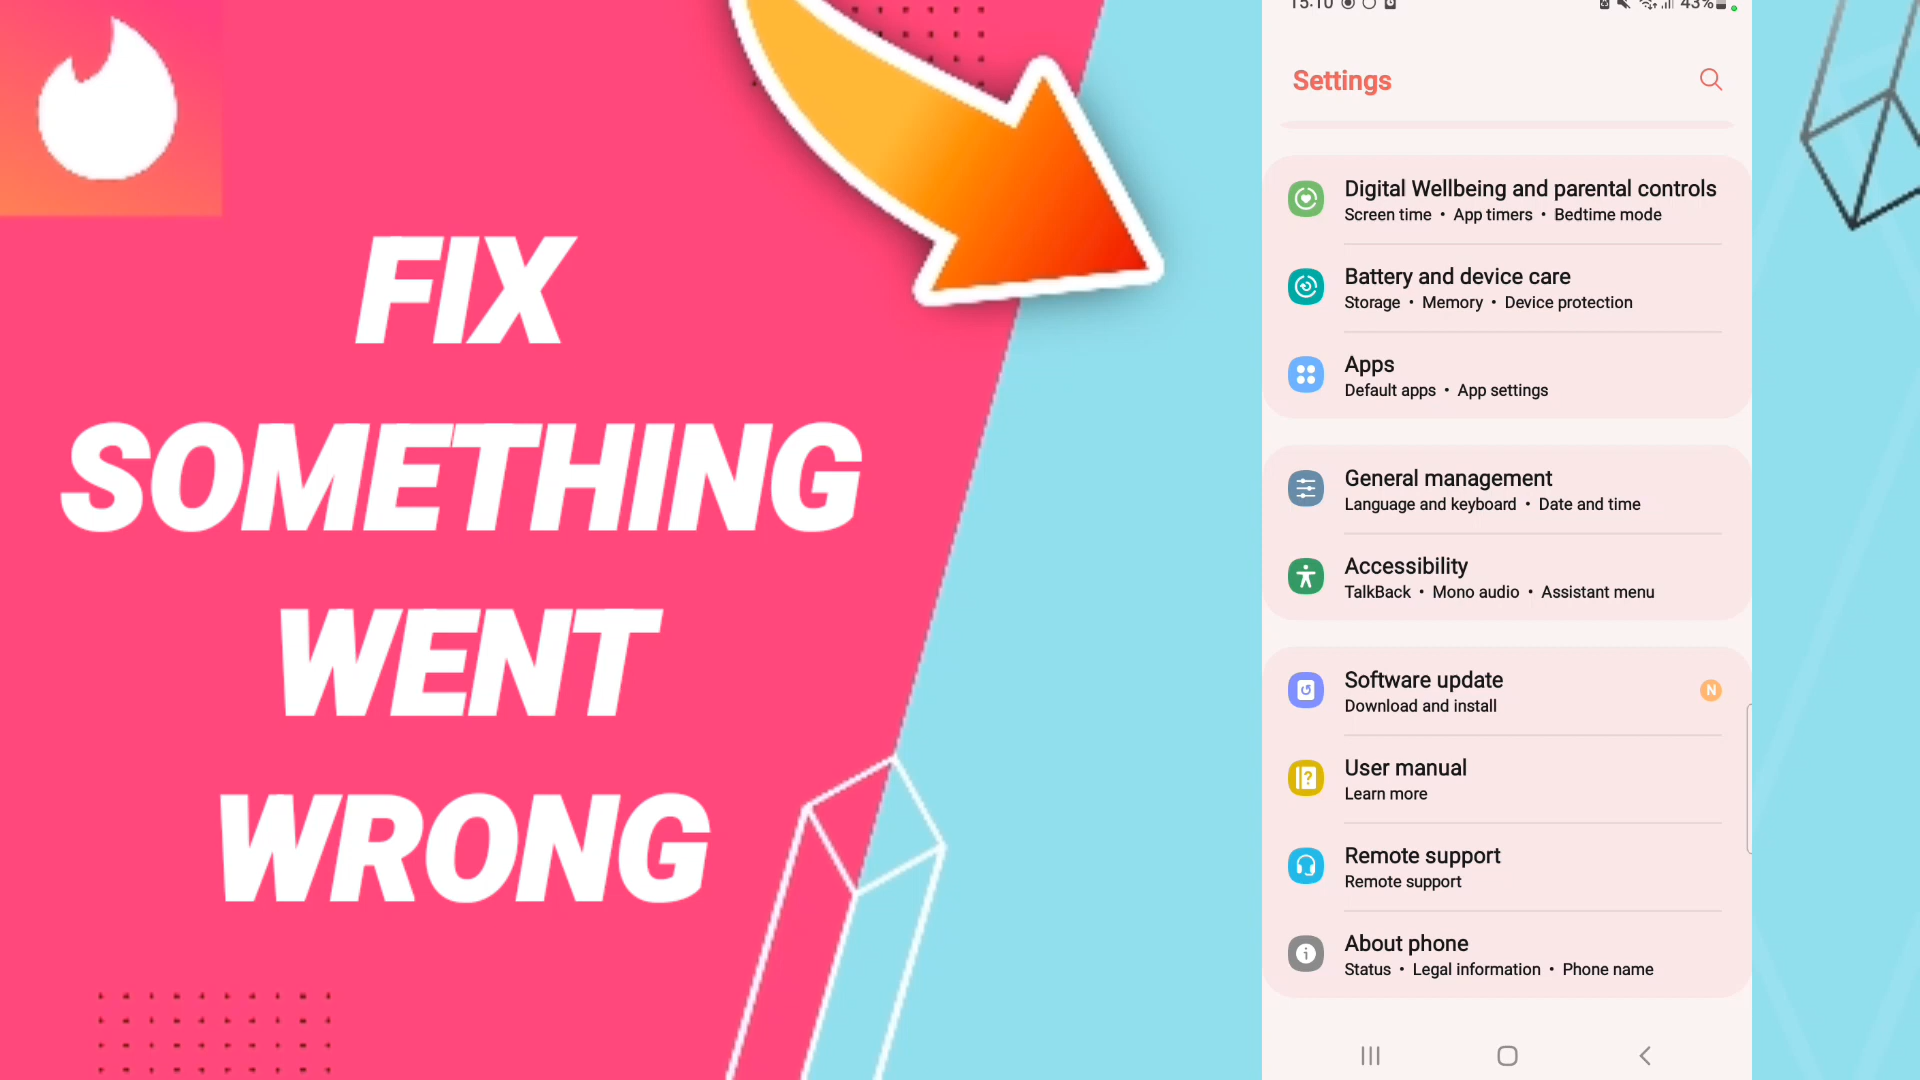 FIX
SOMETHING
WENT
WRONG
15:10
43%
Settings
Digital Wellbeing and parental controls
Screen time • App timers • Bedtime mode
Battery and device care
Storage • Memory • Device protection
Apps
Default apps • App settings
General management
Language and keyboard • Date and time
Accessibility
TalkBack • Mono audio • Assistant menu
Software update
Download and install
N
User manual
Learn more
Remote support
Remote support
About phone
Status • Legal information • Phone name